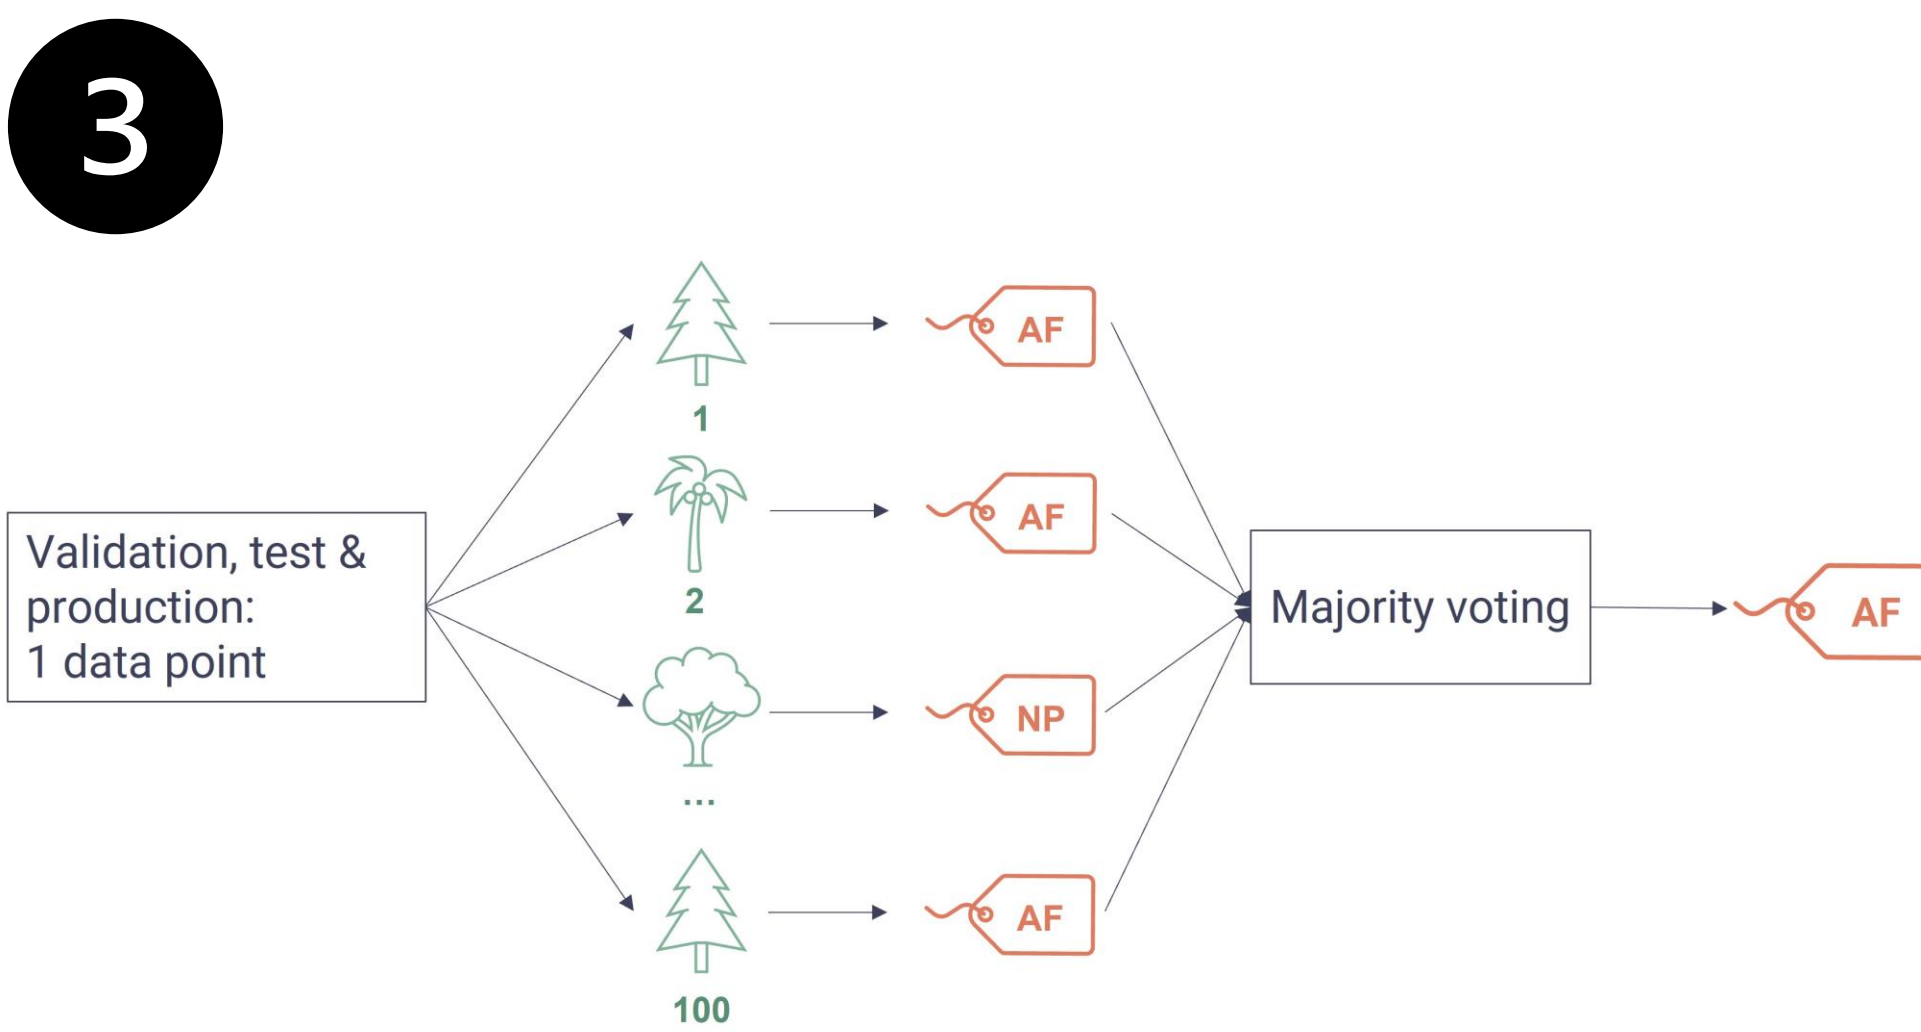 3
AF
1
AF
2
Validation, test &
production:
1 data point
Majority voting
AF
NP
...
AF
100